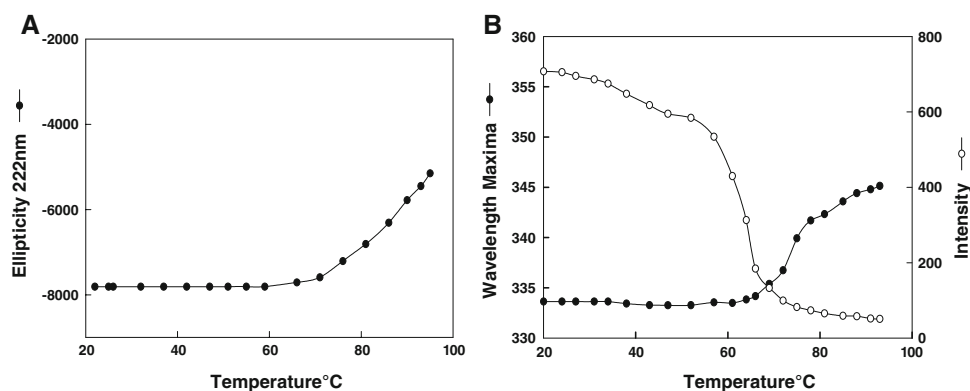 A
-2000
-4000
-6000
-8000
20 40 60 80 100
Temperature°C
Ellipticity 222nm
B
360
355
350
345
340
335
330
20 40 60 80 100
Temperature°C
Wavelength Maxima
800
600
400
200
0
Intensity